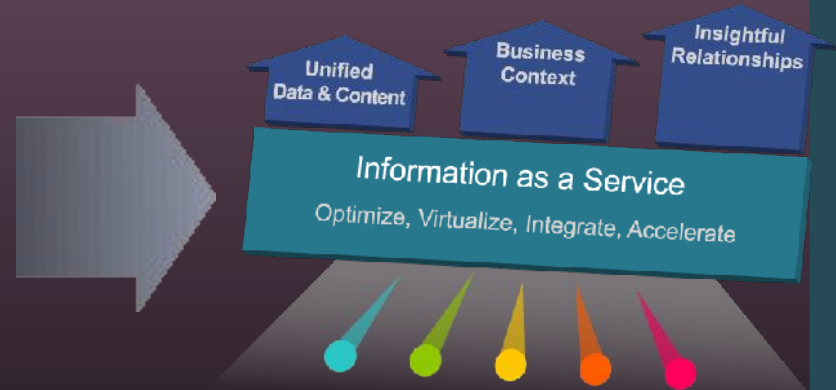 Unified
Data & Content
Business
Context
Insightful
Relationships
Information as a Service
Optimize, Virtualize, Integrate, Accelerate